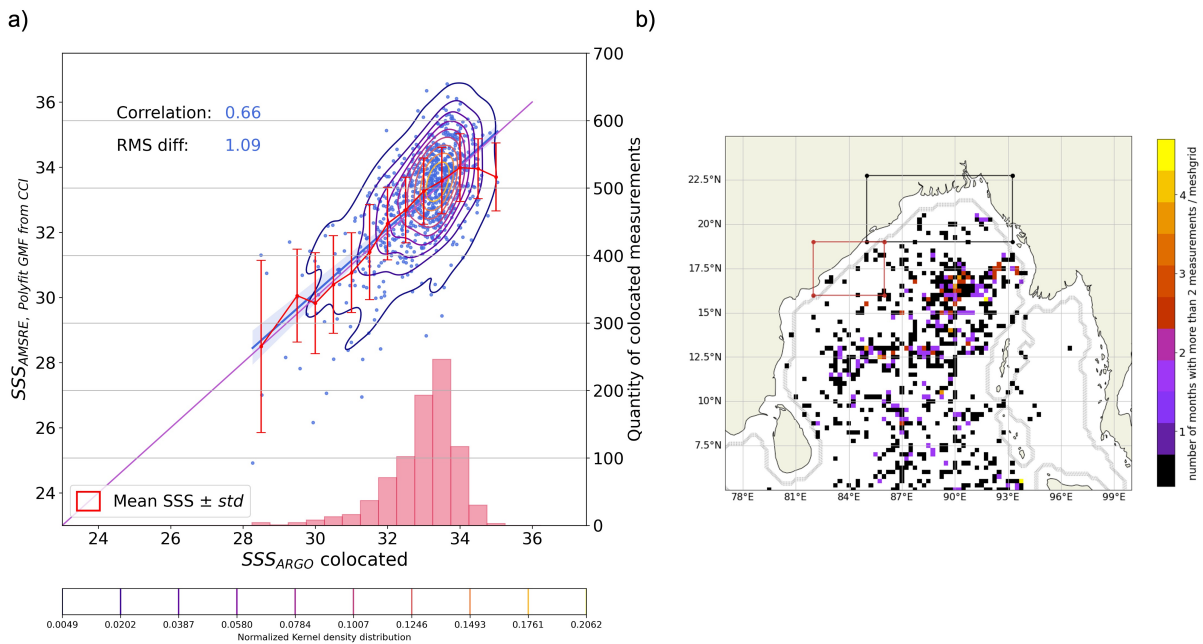 a)
b)
Correlation: 0.66
RMS diff: 1.09
SSS_AMSRE, Polyfit GMF from CCI
36
34
32
30
28
26
24
700
600
500
400
300
200
100
0
Quantity of colocated measurements
Mean SSS ± std
24 26 28 30 32 34 36
SSS_ARGO colocated
0.0049 0.0202 0.0387 0.0580 0.0784 0.1007 0.1246 0.1493 0.1761 0.2062
Normalized Kernel density distribution
22.5°N
20°N
17.5°N
15°N
12.5°N
10°N
7.5°N
78°E 81°E 84°E 87°E 90°E 93°E 96°E 99°E
4
3
2
1
number of months with more than 2 measurements / meshgrid